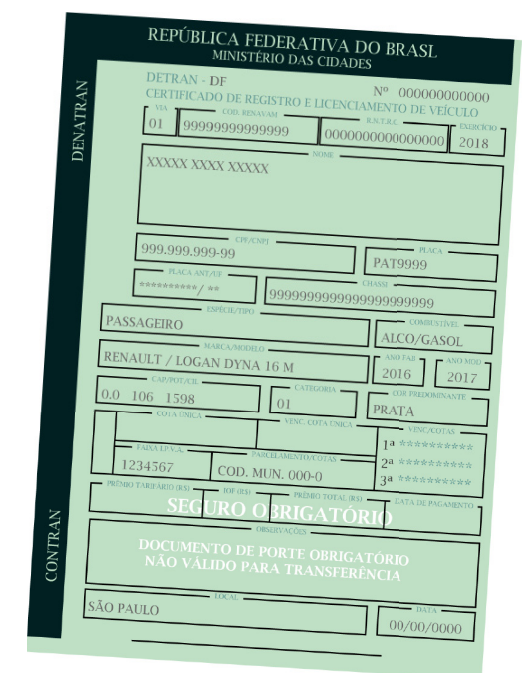 REPÚBLICA FEDERATIVA DO BRASL
MINISTÉRIO DAS CIDADES
DENATRAN
DETRAN - DF Nº 000000000000
CERTIFICADO DE REGISTRO E LICENCIAMENTO DE VEÍCULO
VIA COD. RENAVAM R.N.T.R.C EXERCÍCIO
01 99999999999999 0000000000000000 2018
NOME
XXXXX XXXX XXXXX
CPF/CNPJ PLACA
999.999.999-99 PAT9999
PLACA ANT/UF CHASSI
**********/ ** 99999999999999999999999
ESPÉCIE/TIPO COMBUSTÍVEL
PASSAGEIRO ALCO/GASOL
MARCA/MODELO ANO FAB ANO MOD
RENAULT / LOGAN DYNA 16 M 2016 2017
CAP/POT/CIL CATEGORIA COR PREDOMINANTE
0.0 106 1598 01 PRATA
COTA UNICA VENC. COTA UNICA VENC/COTAS
1ª **********
2ª **********
3ª **********
FAIXA I.P.V.A. PARCELAMENTO/COTAS
1234567 COD. MUN. 000-0
PRÊMIO TARIFÁRIO (R$) IOF (R$) PRÊMIO TOTAL (R$) DATA DE PAGAMENTO
SEGURO OBRIGATÓRIO
OBSERVAÇÕES
DOCUMENTO DE PORTE OBRIGATÓRIO
NÃO VÁLIDO PARA TRANSFERÊNCIA
CONTRAN
LOCAL DATA
SÃO PAULO 00/00/0000